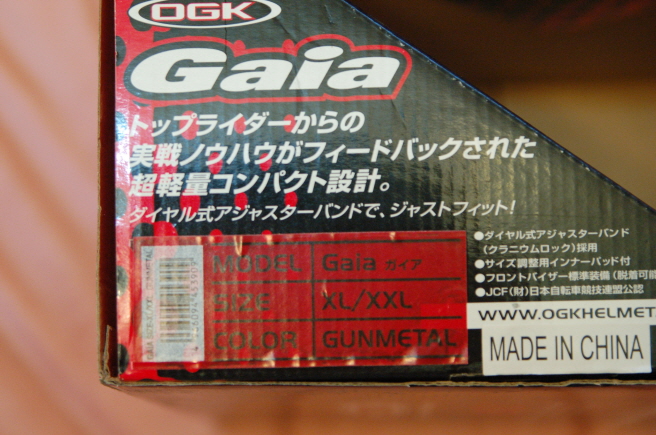 OGK
Gaia
トップライダーからの
実戦ノウハウがフィードバックされた
超軽量コンパクト設計。
ダイヤル式アジャスターバンドで、ジャストフィット!
●ダイヤル式アジャスターバンド
(クラニウムロック)採用
●サイズ調整用インナーパッド付
●フロントバイザー標準装備(脱着可能
●JCF(財)日本自転車競技連盟公認
MODEL Gaia ガイア
SIZE XL/XXL
COLOR GUNMETAL
WWW.OGKHELMET
MADE IN CHINA